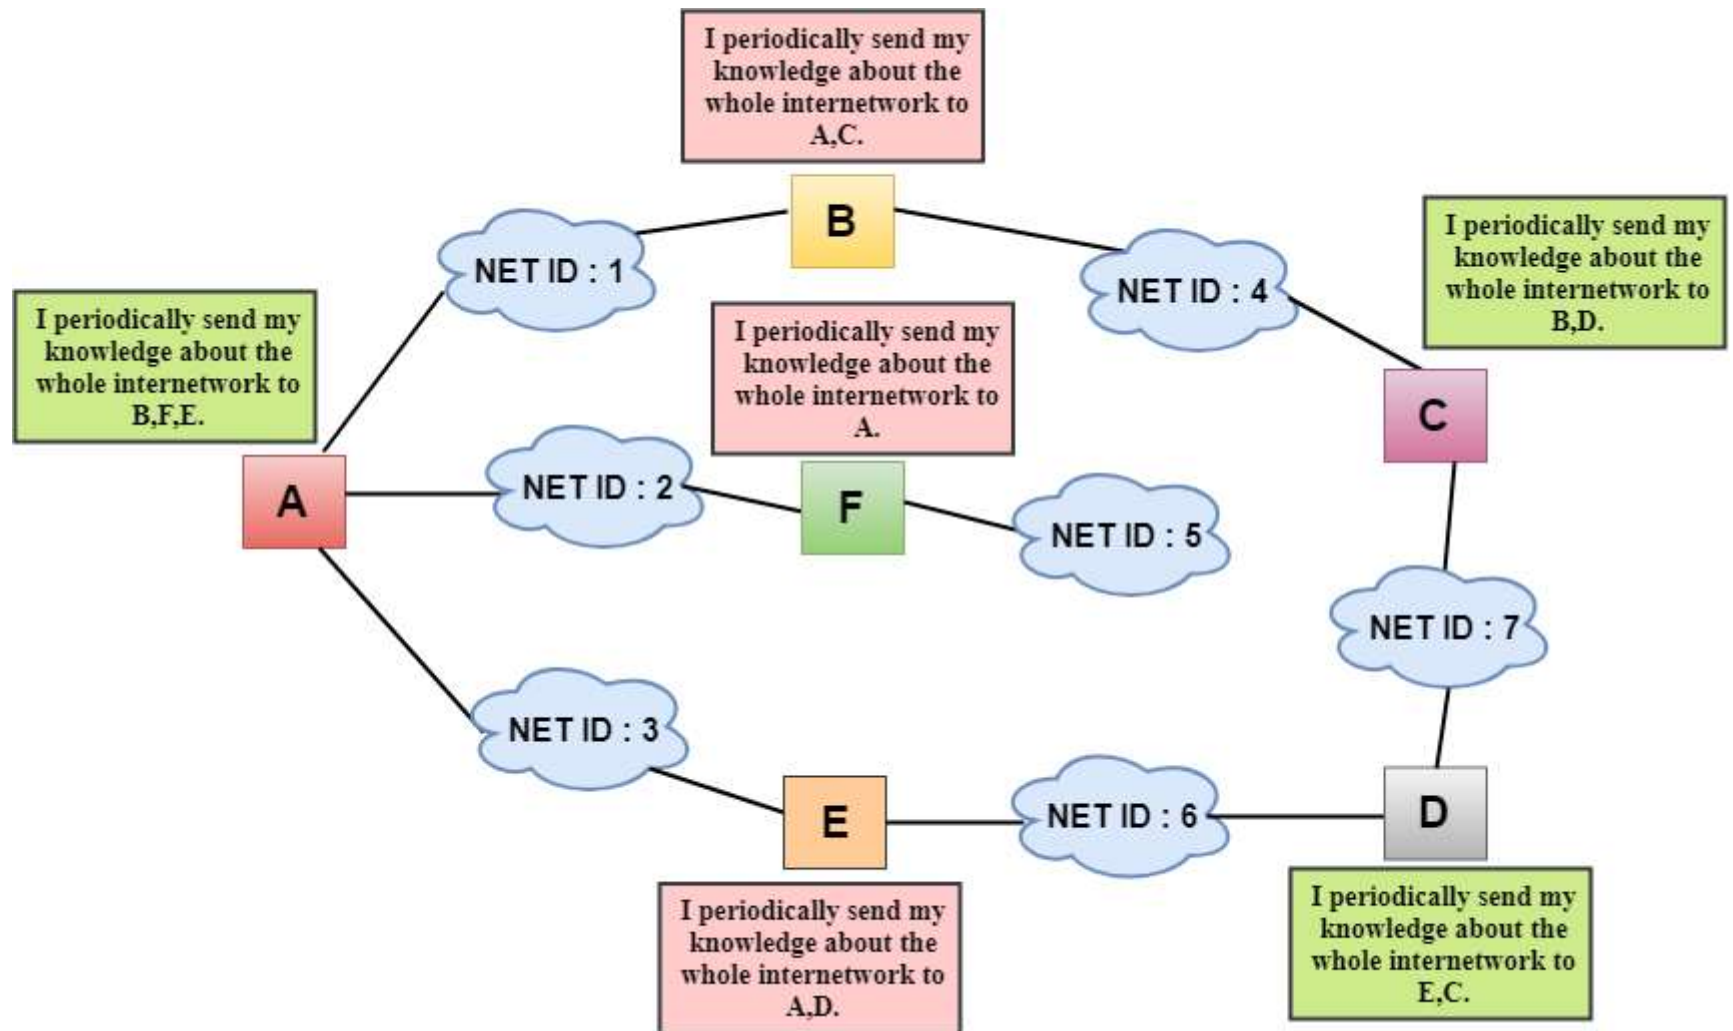 I periodically send my
knowledge about the
whole internetwork to
A,C.
B
NET ID : 1
NET ID : 4
I periodically send my
knowledge about the
whole internetwork to
B,D.
I periodically send my
knowledge about the
whole internetwork to
B,F,E.
I periodically send my
knowledge about the
whole internetwork to
A.
C
A
NET ID : 2
F
NET ID : 5
NET ID : 7
NET ID : 3
E
NET ID : 6
D
I periodically send my
knowledge about the
whole internetwork to
A,D.
I periodically send my
knowledge about the
whole internetwork to
E,C.